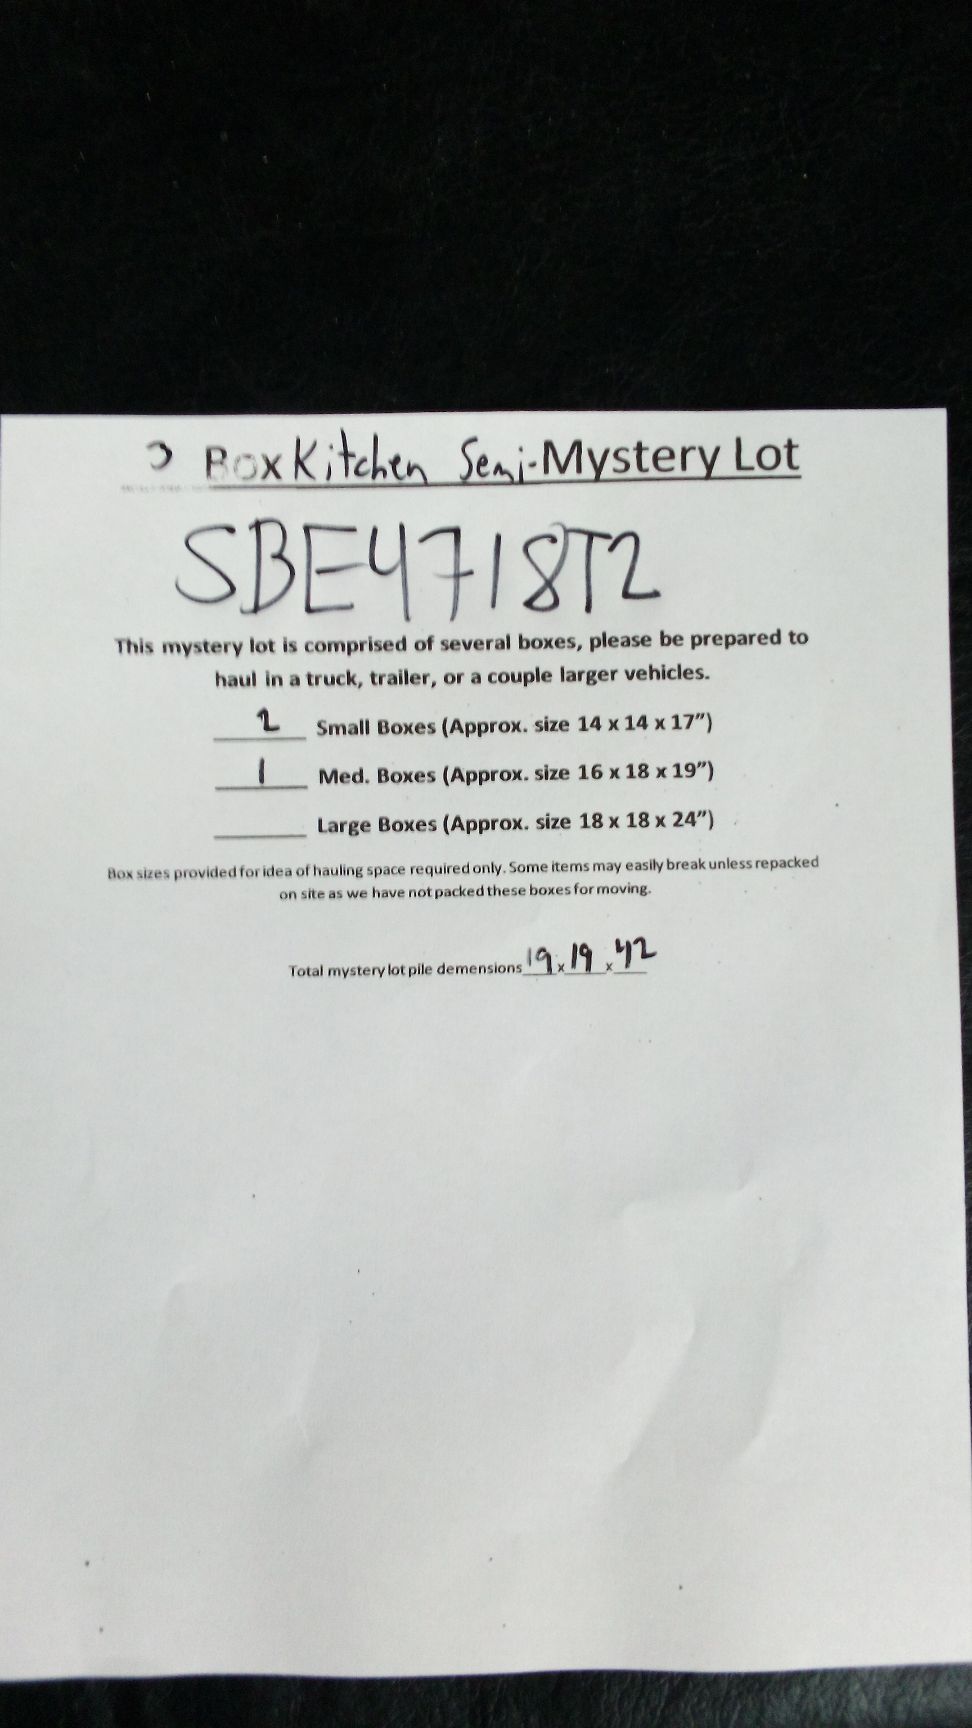 3 Box Kitchen Semi-Mystery Lot
SBE4718T2
This mystery lot is comprised of several boxes, please be prepared to
haul in a truck, trailer, or a couple larger vehicles.
2 Small Boxes (Approx. size 14 x 14 x 17")
1 Med. Boxes (Approx. size 16 x 18 x 19")
Large Boxes (Approx. size 18 x 18 x 24")
Box sizes provided for idea of hauling space required only. Some items may easily break unless repacked
on site as we have not packed these boxes for moving.
Total mystery lot pile demensions 19 x 19 x 42